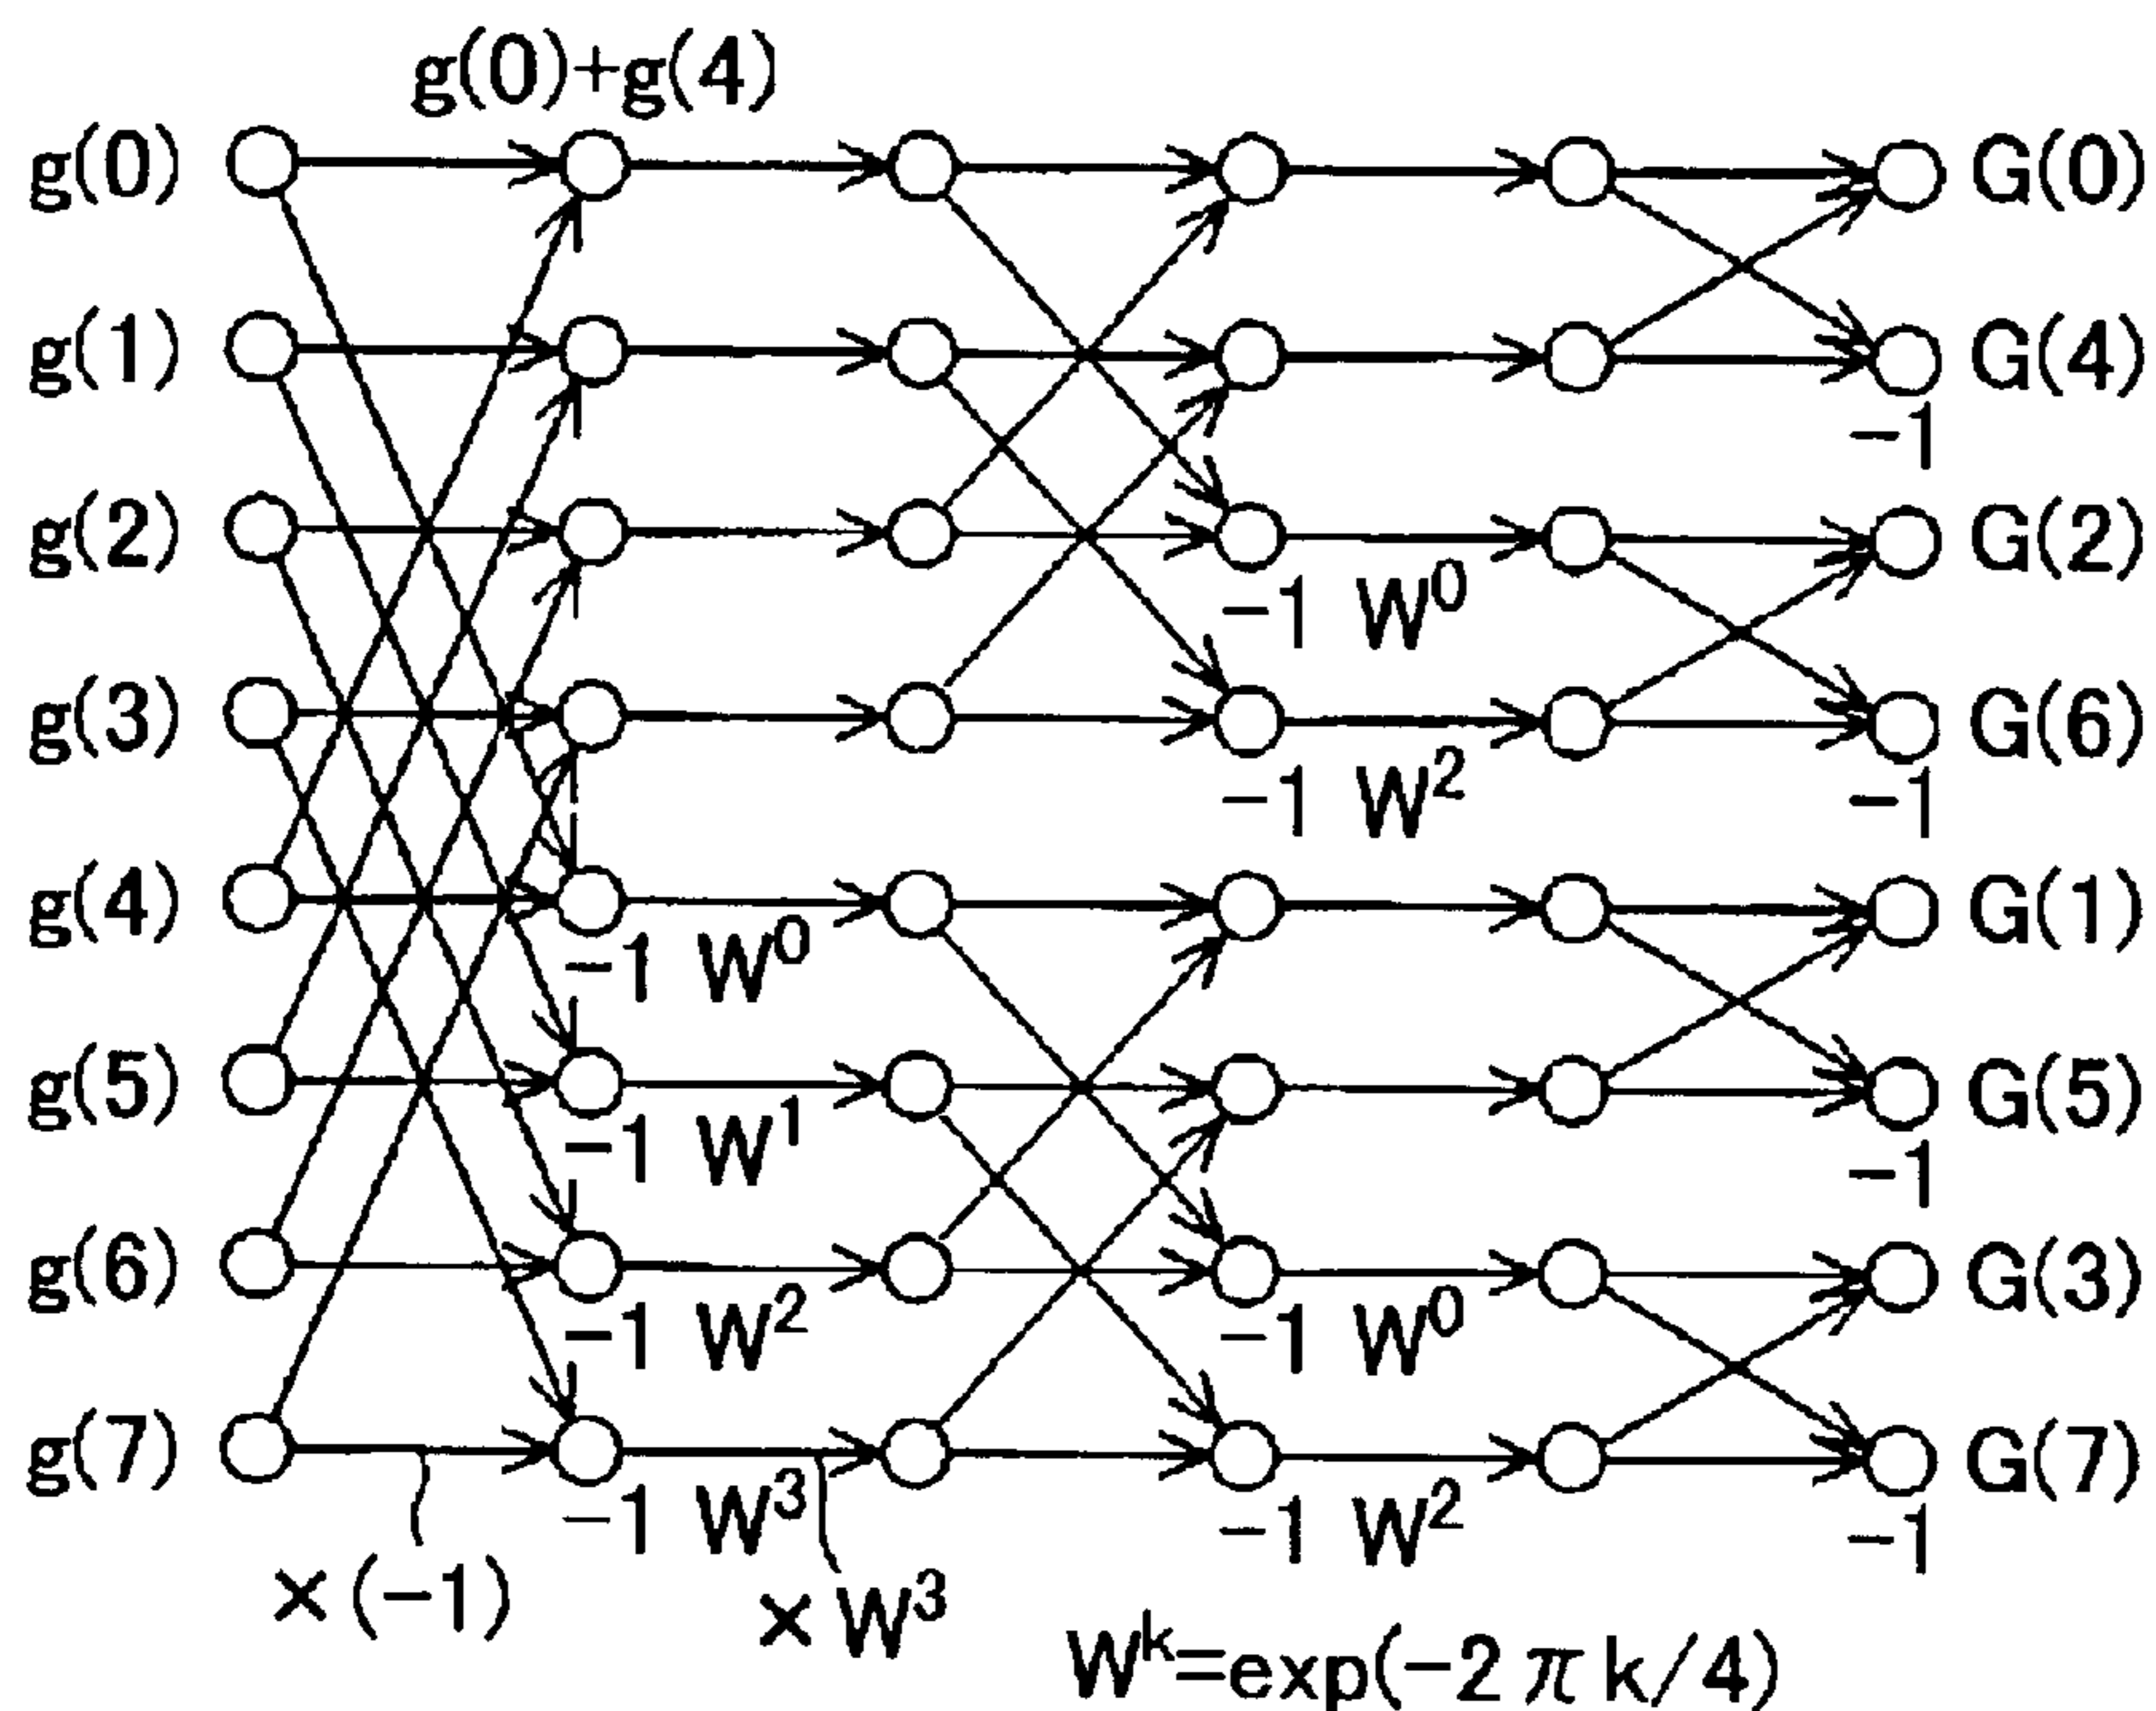 g(0)+g(4)
g(0) G(0)
g(1) G(4)
-1
g(2) G(2)
-1 W⁰
g(3) G(6)
-1 W² -1
g(4) G(1)
-1 W⁰
g(5) G(5)
-1 W¹ -1
g(6) G(3)
-1 W² -1 W⁰
g(7) G(7)
-1 W³ -1 W² -1
×(-1) ×W³
Wᵏ=exp(-2πk/4)